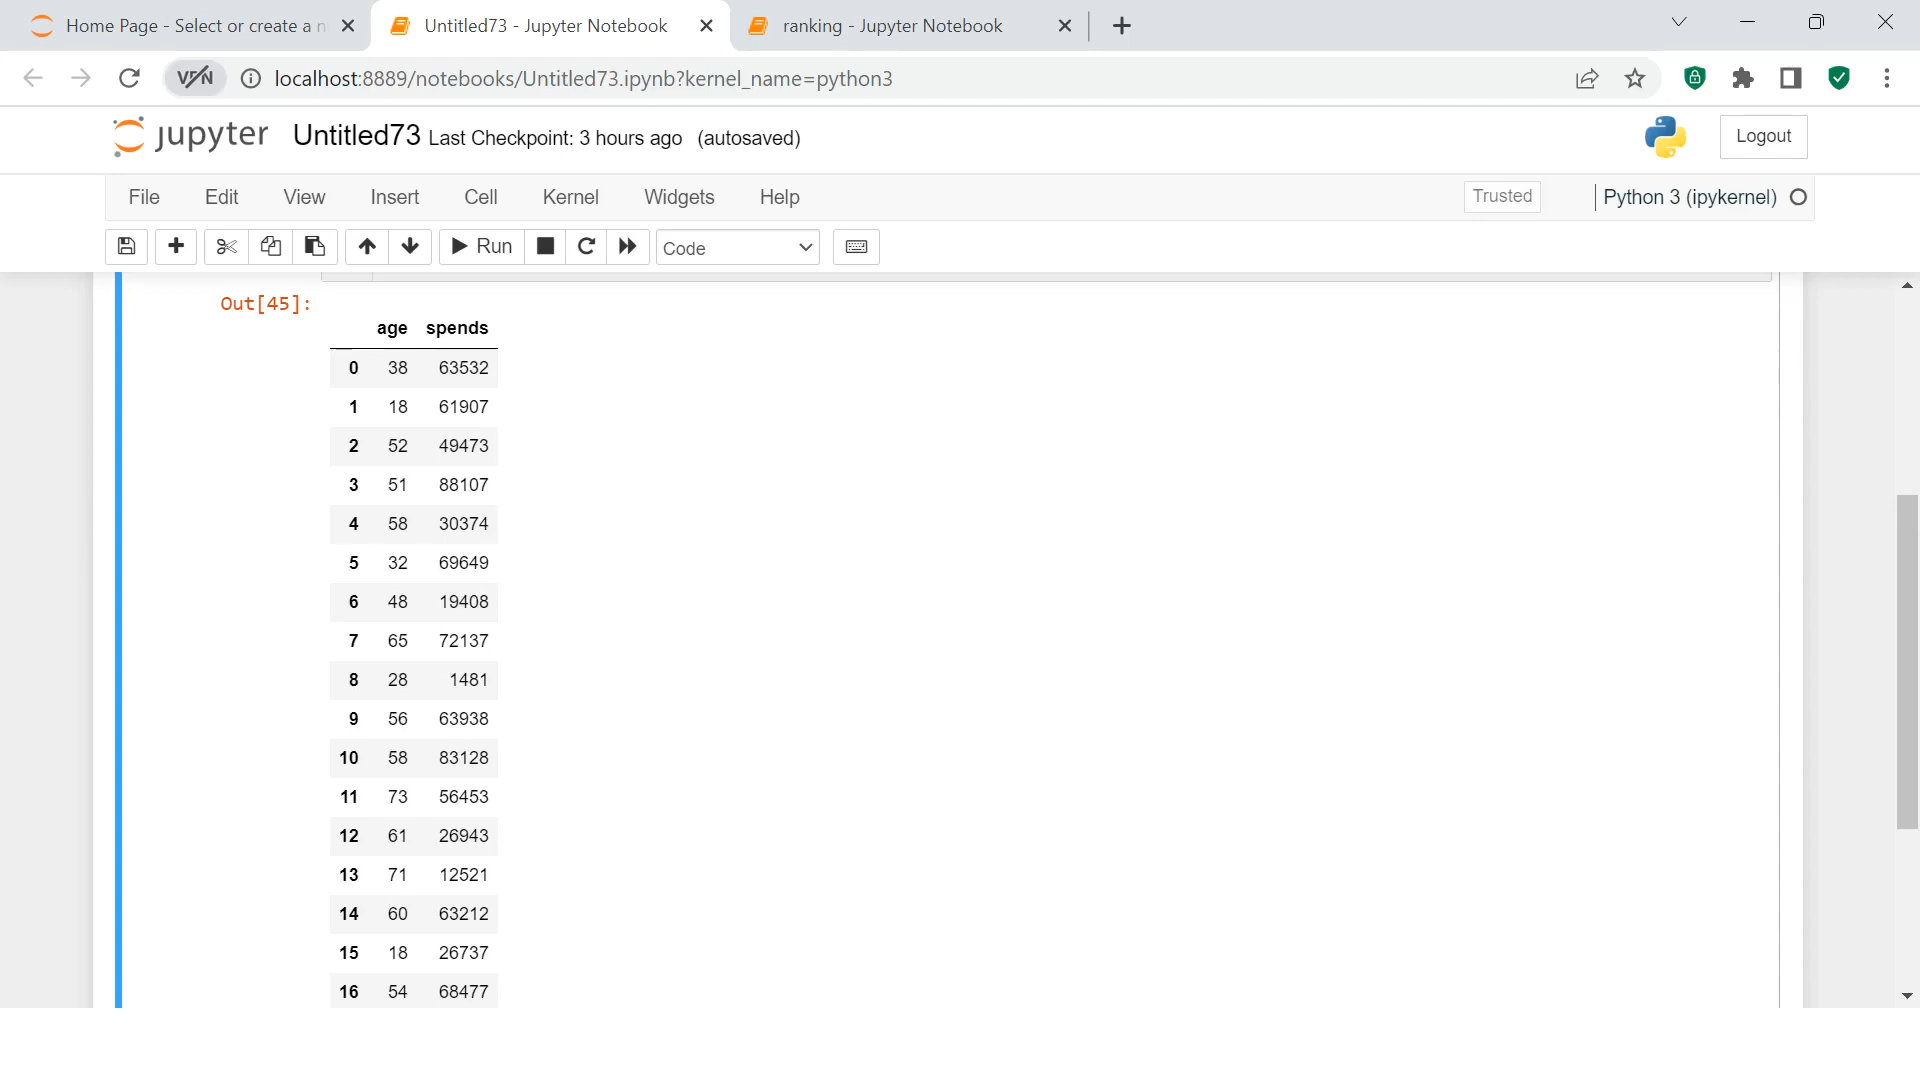 Home Page - Select or create a n
Untitled73 - Jupyter Notebook
ranking - Jupyter Notebook
VPN
localhost:8889/notebooks/Untitled73.ipynb?kernel_name=python3
jupyter Untitled73 Last Checkpoint: 3 hours ago (autosaved)
Logout
File Edit View Insert Cell Kernel Widgets Help
Trusted
Python 3 (ipykernel)
Run
Code
Out[45]:
age spends
0 38 63532
1 18 61907
2 52 49473
3 51 88107
4 58 30374
5 32 69649
6 48 19408
7 65 72137
8 28 1481
9 56 63938
10 58 83128
11 73 56453
12 61 26943
13 71 12521
14 60 63212
15 18 26737
16 54 68477